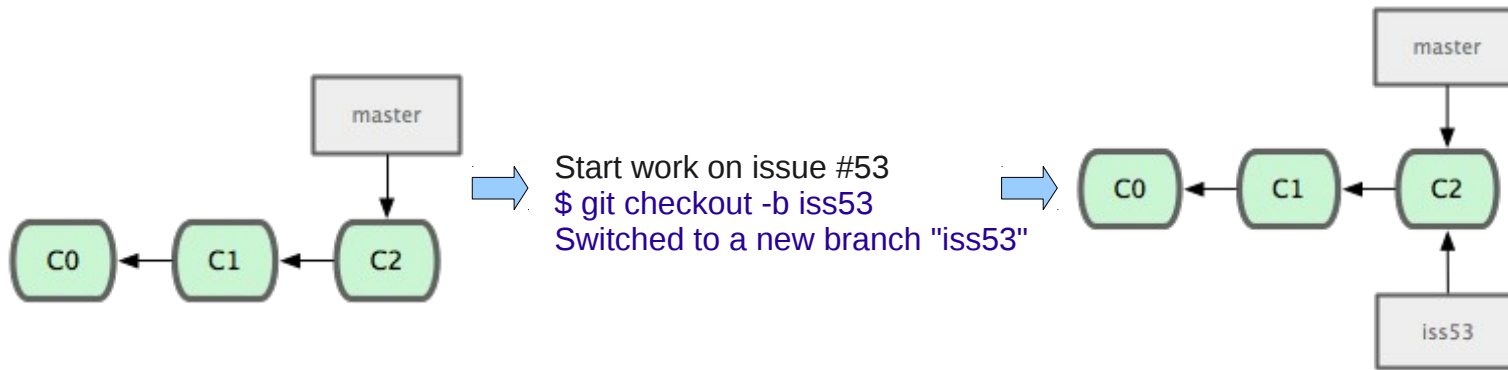 master
C0
C1
C2
Start work on issue #53
$ git checkout -b iss53
Switched to a new branch "iss53"
master
C0
C1
C2
iss53